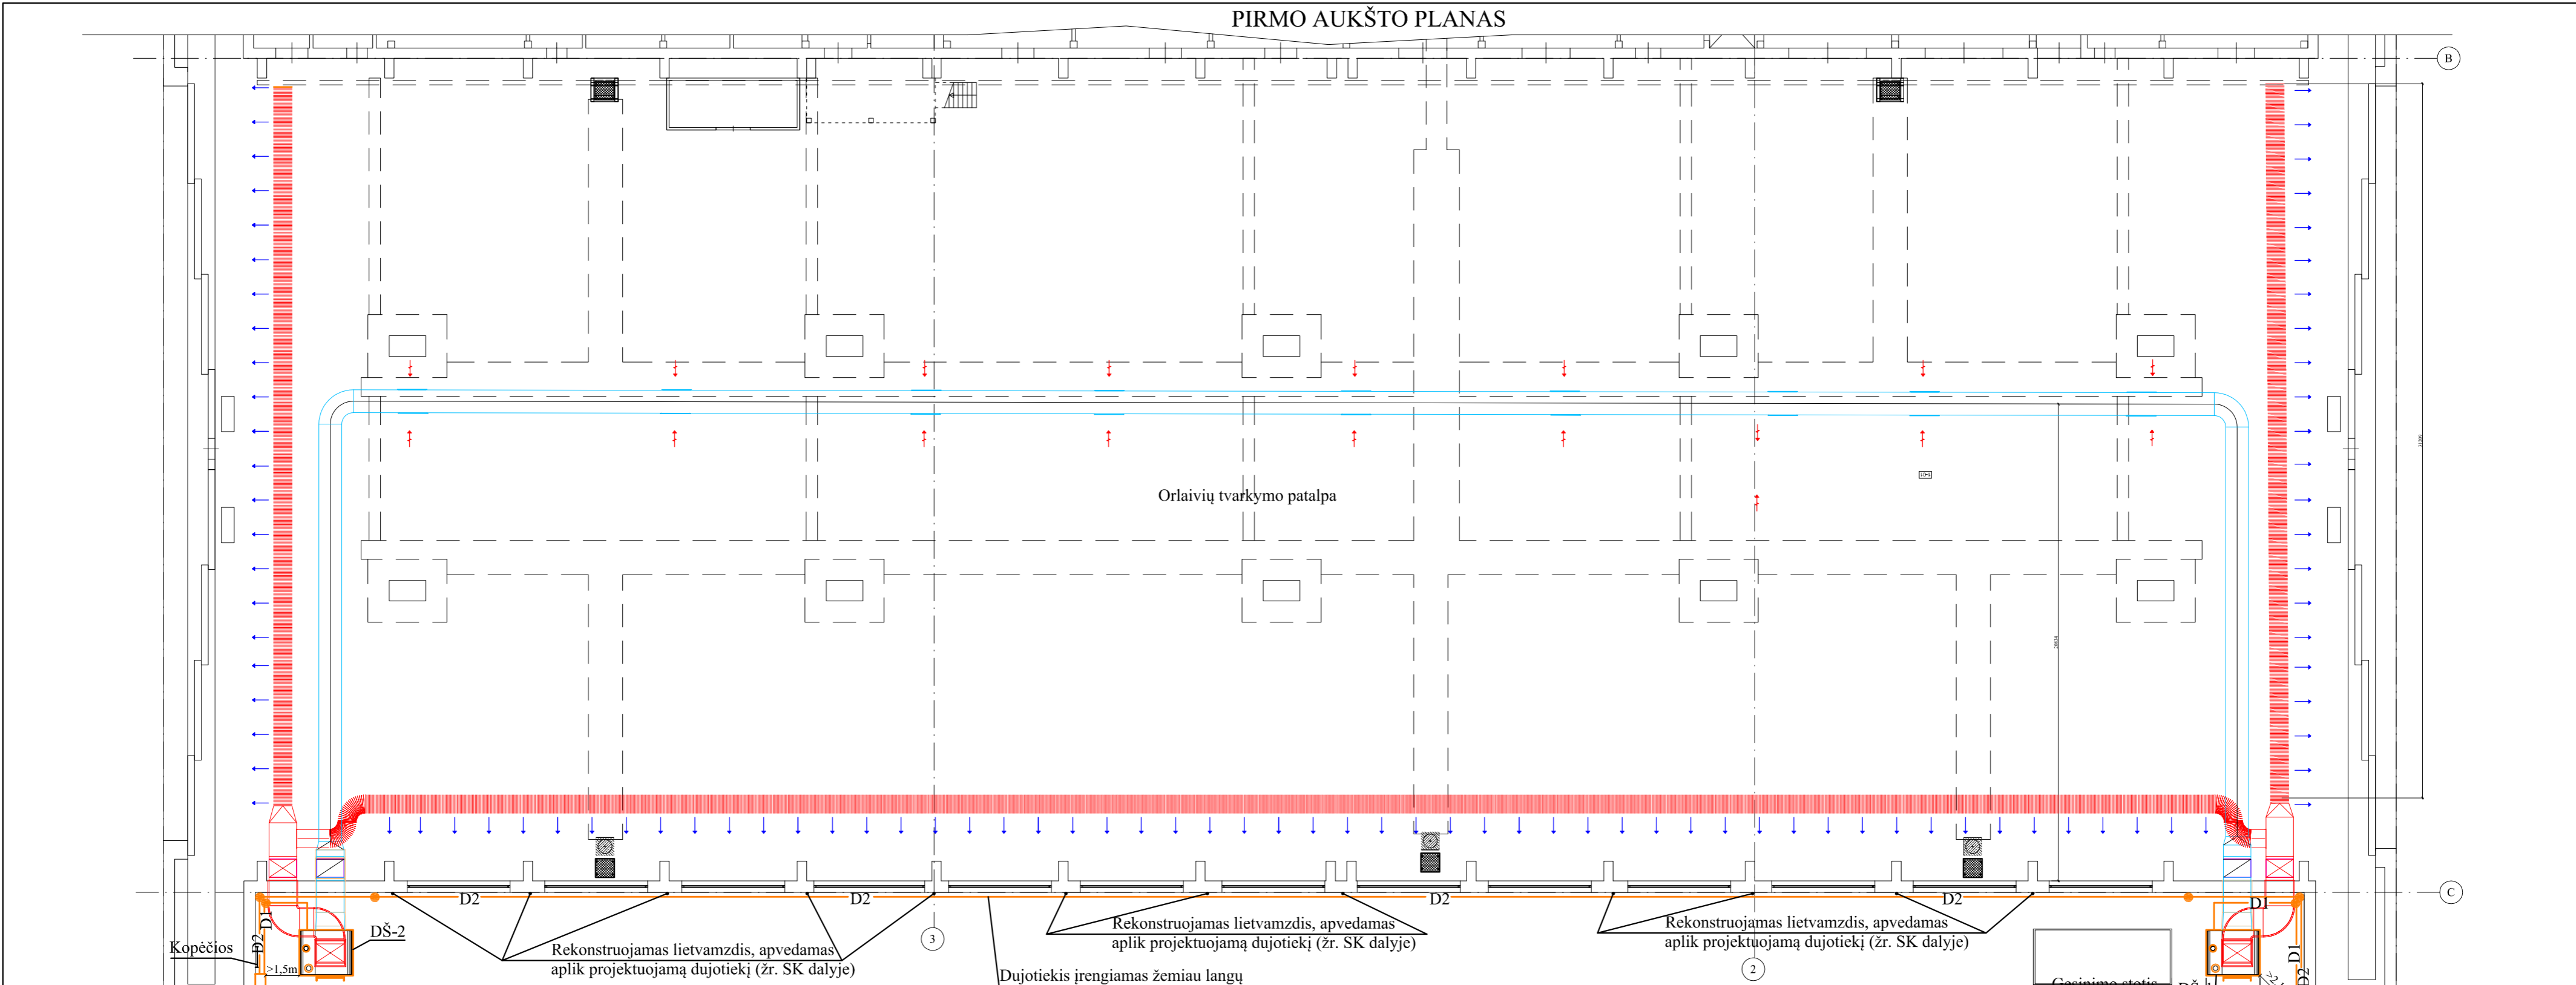 PIRMO AUKŠTO PLANAS
B
Orlaivių tvarkymo patalpa
C
D2
D2
D2
D2
D1
D1
D2
D1
D2
Kopėčios
DŠ-2
>1,5m
Rekonstruojamas lietvamzdis, apvedamas
aplik projektuojamą dujotiekį (žr. SK dalyje)
3
Dujotiekis įrengiamas žemiau langų
Rekonstruojamas lietvamzdis, apvedamas
aplik projektuojamą dujotiekį (žr. SK dalyje)
Rekonstruojamas lietvamzdis, apvedamas
aplik projektuojamą dujotiekį (žr. SK dalyje)
2
Gesinimo stotis